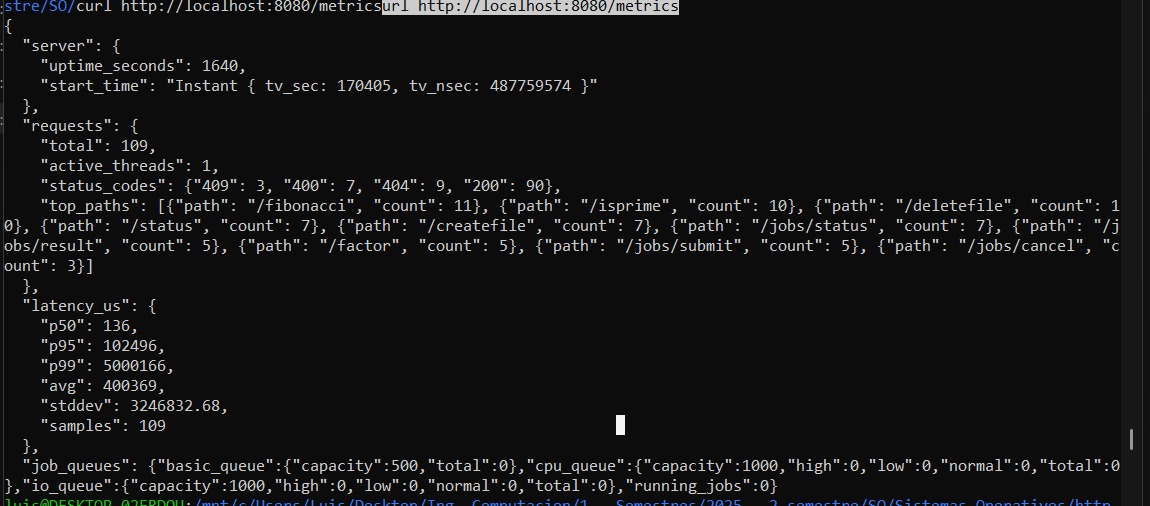 stre/SO/curl http://localhost:8080/metricsurl http://localhost:8080/metrics
{
  "server": {
    "uptime_seconds": 1640,
    "start_time": "Instant { tv_sec: 170405, tv_nsec: 487759574 }"
  },
  "requests": {
    "total": 109,
    "active_threads": 1,
    "status_codes": {"409": 3, "400": 7, "404": 9, "200": 90},
    "top_paths": [{"path": "/fibonacci", "count": 11}, {"path": "/isprime", "count": 10}, {"path": "/deletefile", "count": 1
0}, {"path": "/status", "count": 7}, {"path": "/createfile", "count": 7}, {"path": "/jobs/status", "count": 7}, {"path": "/j
obs/result", "count": 5}, {"path": "/factor", "count": 5}, {"path": "/jobs/submit", "count": 5}, {"path": "/jobs/cancel", "c
ount": 3}]
  },
  "latency_us": {
    "p50": 136,
    "p95": 102496,
    "p99": 5000166,
    "avg": 400369,
    "stddev": 3246832.68,
    "samples": 109
  },
  "job_queues": {"basic_queue":{"capacity":500,"total":0},"cpu_queue":{"capacity":1000,"high":0,"low":0,"normal":0,"total":0
},"io_queue":{"capacity":1000,"high":0,"low":0,"normal":0,"total":0},"running_jobs":0}